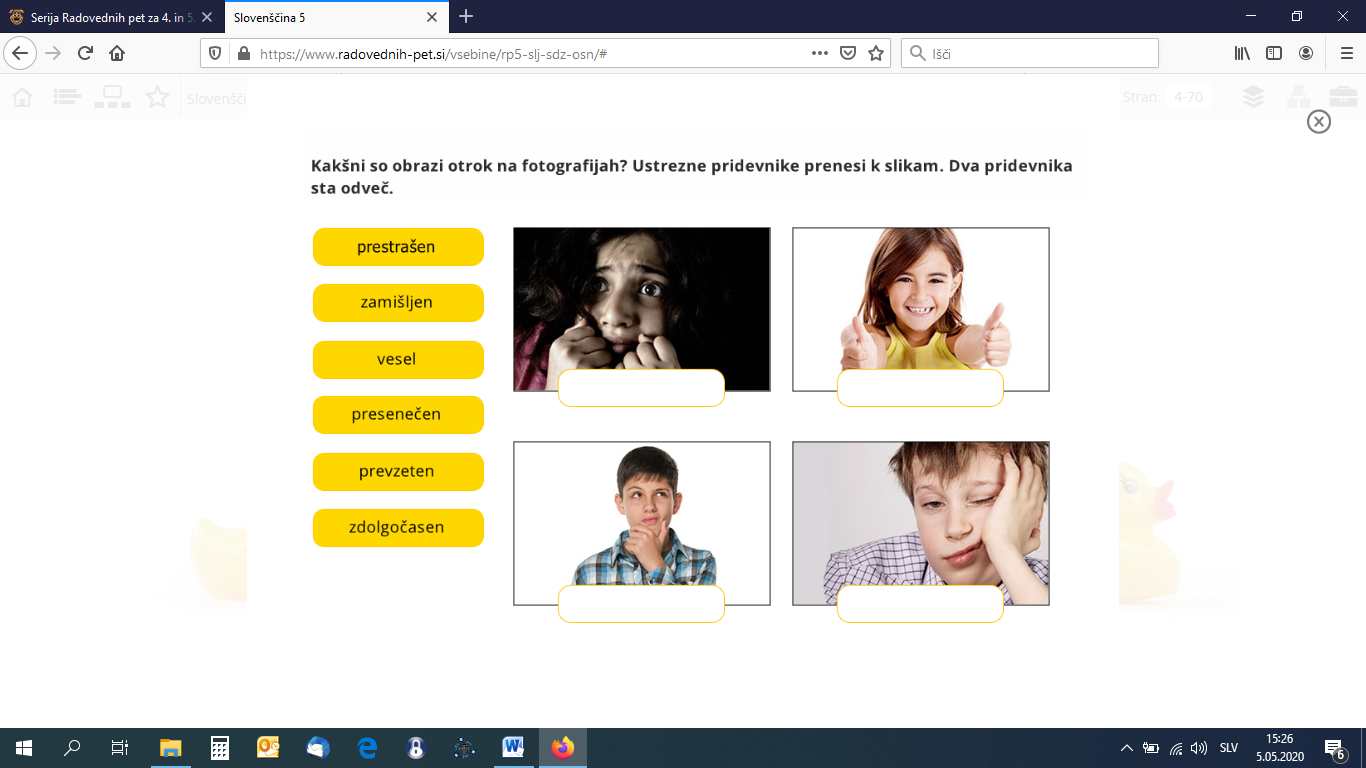 Serija Radovednih pet za 4. in 5.
Slovenščina 5
https://www.radovednih-pet.si/vsebine/rp5-slj-sdz-osn/#
Išči
Slovenšči
Stran: 4-70
Kakšni so obrazi otrok na fotografijah? Ustrezne pridevnike prenesi k slikam. Dva pridevnika
sta odveč.
prestrašen
zamišljen
vesel
presenečen
prevzeten
zdolgočasen
SLV
15:26
5.05.2020
6